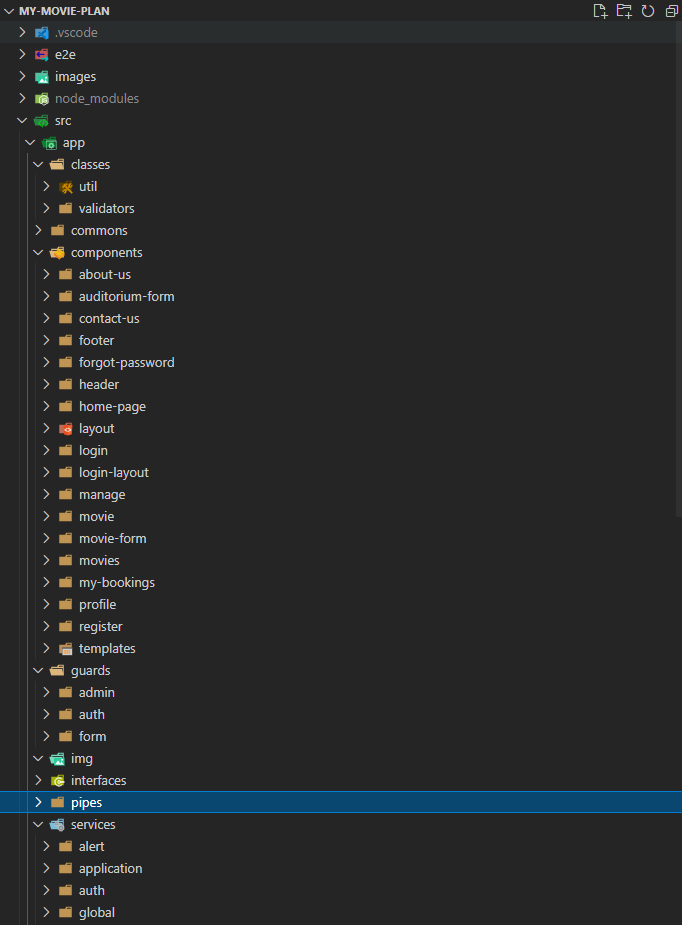 MY-MOVIE-PLAN
.vscode
e2e
images
node_modules
src
app
classes
util
validators
commons
components
about-us
auditorium-form
contact-us
footer
forgot-password
header
home-page
layout
login
login-layout
manage
movie
movie-form
movies
my-bookings
profile
register
templates
guards
admin
auth
form
img
interfaces
pipes
services
alert
application
auth
global